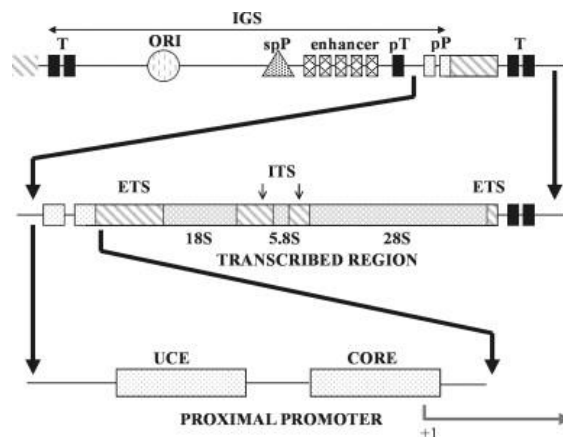 IGS
T ORI spP enhancer pT pP T
ITS
ETS ETS
18S 5.8S 28S
TRANSCRIBED REGION
UCE CORE
PROXIMAL PROMOTER
+1